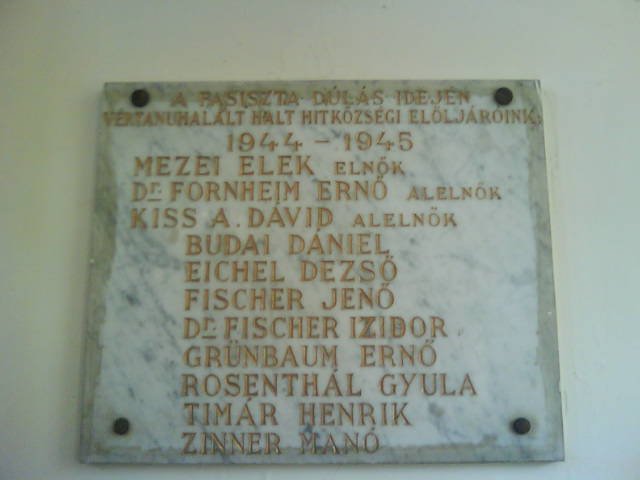 A FASISZTA DÚLÁS IDEJÉN
VÉRTANUHALÁLT HALT HITKÖZSÉGI ELŐLJÁRÓINK:
1944 - 1945
MEZEI ELEK ELNÖK
DR. FORNHEIM ERNŐ ALELNÖK
KISS A. DÁVID ALELNÖK
BUDAI DÁNIEL
EICHEL DEZSŐ
FISCHER JENŐ
DR. FISCHER IZIDOR
GRÜNBAUM ERNŐ
ROSENTHÁL GYULA
TIMÁR HENRIK
ZINNER MANÓ